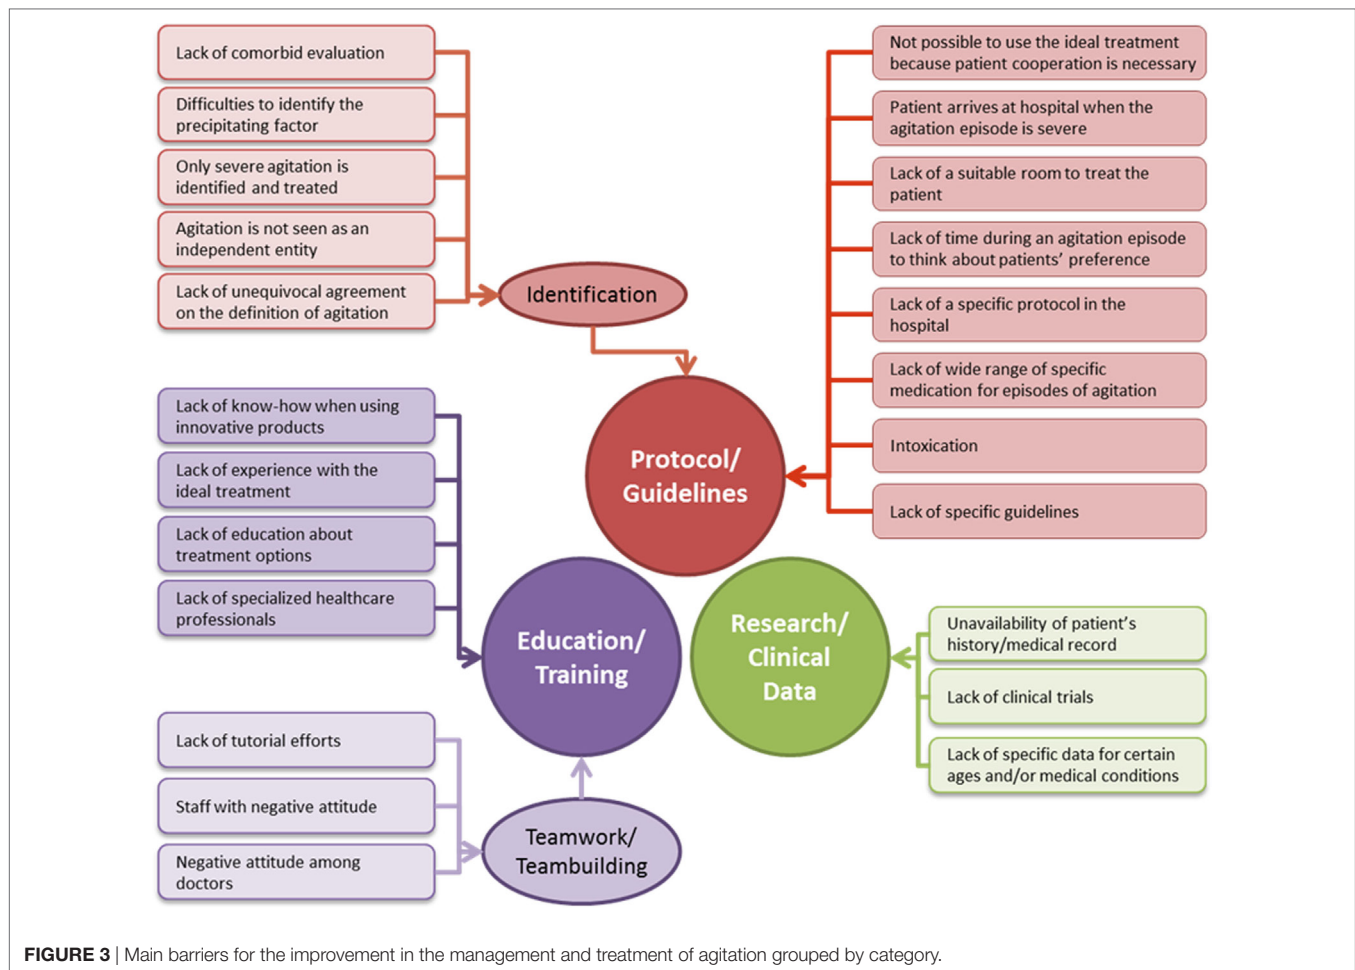 Lack of comorbid evaluation
Difficulties to identify the
precipitating factor
Only severe agitation is
identified and treated
Agitation is not seen as an
independent entity
Lack of unequivocal agreement
on the definition of agitation
Identification
Not possible to use the ideal treatment
because patient cooperation is necessary
Patient arrives at hospital when the
agitation episode is severe
Lack of a suitable room to treat the
patient
Lack of time during an agitation episode
to think about patients’ preference
Lack of a specific protocol in the
hospital
Lack of wide range of specific
medication for episodes of agitation
Intoxication
Lack of specific guidelines
Protocol/
Guidelines
Lack of know-how when using
innovative products
Lack of experience with the
ideal treatment
Lack of education about
treatment options
Lack of specialized healthcare
professionals
Education/
Training
Research/
Clinical
Data
Unavailability of patient’s
history/medical record
Lack of clinical trials
Lack of specific data for certain
ages and/or medical conditions
Lack of tutorial efforts
Staff with negative attitude
Negative attitude among
doctors
Teamwork/
Teambuilding
FIGURE 3 | Main barriers for the improvement in the management and treatment of agitation grouped by category.